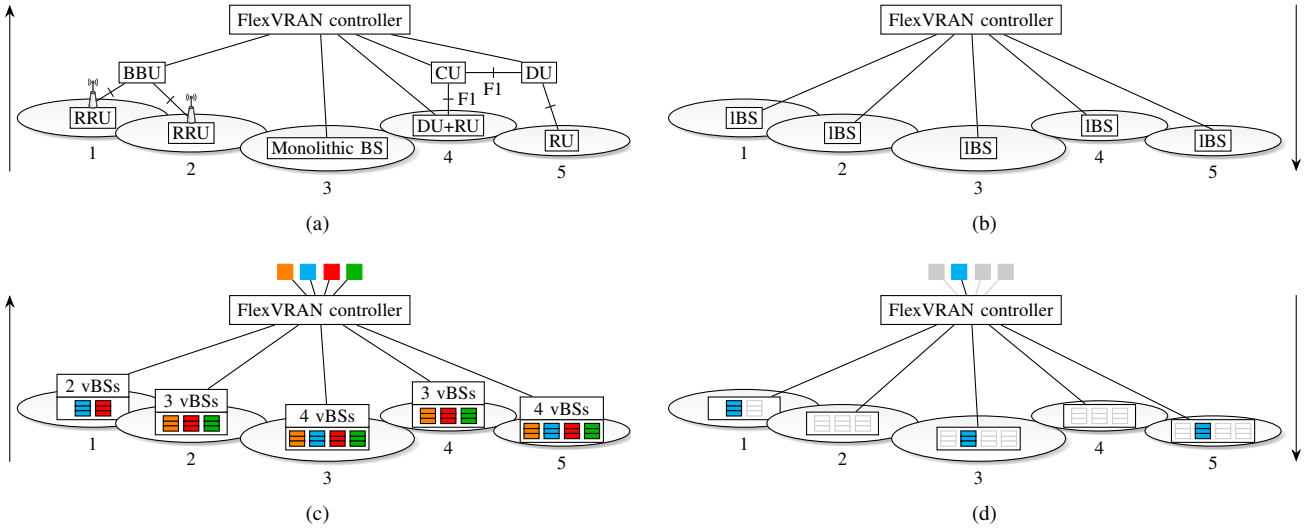 FlexVRAN controller
BBU
CU
DU
F1
F1
RRU
RRU
Monolithic BS
DU+RU
RU
1
2
3
4
5
(a)
FlexVRAN controller
lBS
lBS
lBS
lBS
lBS
1
2
3
4
5
(b)
FlexVRAN controller
2 vBSs
3 vBSs
4 vBSs
3 vBSs
4 vBSs
1
2
3
4
5
(c)
FlexVRAN controller
1
2
3
4
5
(d)